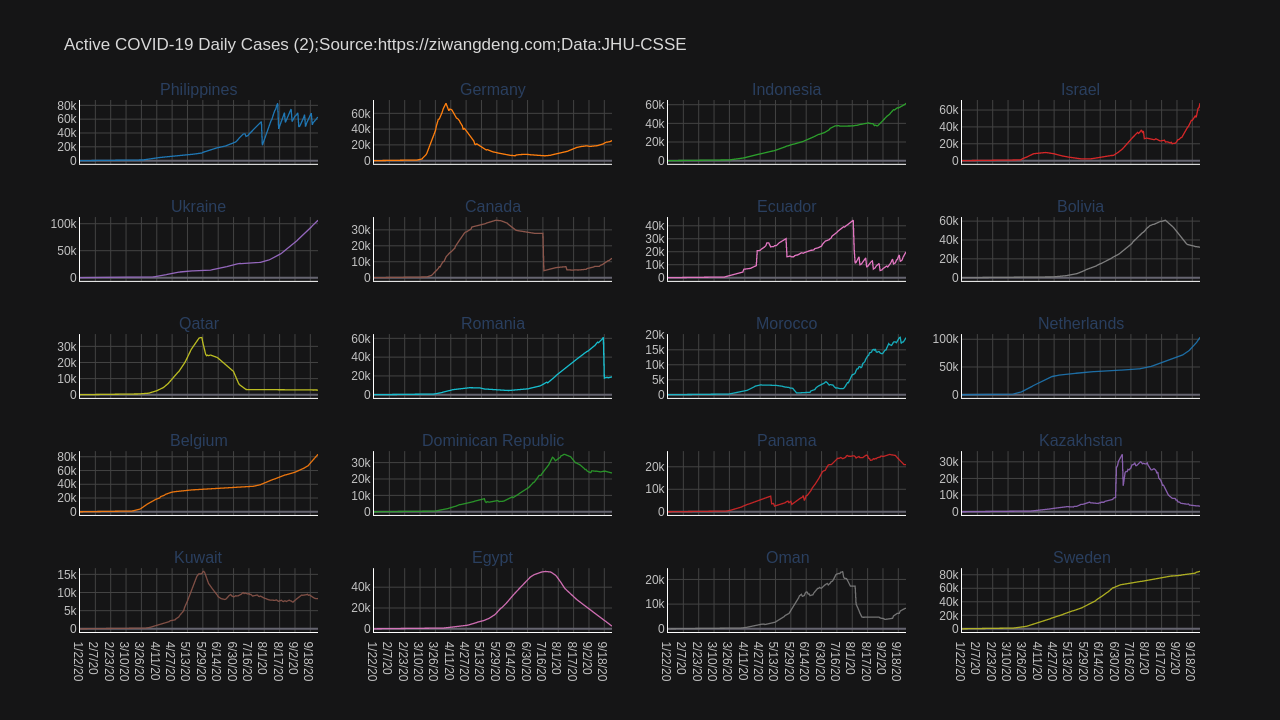 Active COVID-19 Daily Cases (2);Source:https://ziwangdeng.com;Data:JHU-CSSE
Philippines
80k
60k
40k
20k
0
Germany
60k
40k
20k
0
Indonesia
60k
40k
20k
0
Israel
60k
40k
20k
0
Ukraine
100k
50k
0
Canada
30k
20k
10k
0
Ecuador
40k
30k
20k
10k
0
Bolivia
60k
40k
20k
0
Qatar
30k
20k
10k
0
Romania
60k
40k
20k
0
Morocco
20k
15k
10k
5k
0
Netherlands
100k
50k
0
Belgium
80k
60k
40k
20k
0
Dominican Republic
30k
20k
10k
0
Panama
20k
10k
0
Kazakhstan
30k
20k
10k
0
Kuwait
15k
10k
5k
0
1/22/20
2/7/20
2/23/20
3/10/20
3/26/20
4/11/20
4/27/20
5/13/20
5/29/20
6/14/20
6/30/20
7/16/20
8/1/20
8/17/20
9/2/20
9/18/20
Egypt
40k
20k
0
1/22/20
2/7/20
2/23/20
3/10/20
3/26/20
4/11/20
4/27/20
5/13/20
5/29/20
6/14/20
6/30/20
7/16/20
8/1/20
8/17/20
9/2/20
9/18/20
Oman
20k
10k
0
1/22/20
2/7/20
2/23/20
3/10/20
3/26/20
4/11/20
4/27/20
5/13/20
5/29/20
6/14/20
6/30/20
7/16/20
8/1/20
8/17/20
9/2/20
9/18/20
Sweden
80k
60k
40k
20k
0
1/22/20
2/7/20
2/23/20
3/10/20
3/26/20
4/11/20
4/27/20
5/13/20
5/29/20
6/14/20
6/30/20
7/16/20
8/1/20
8/17/20
9/2/20
9/18/20